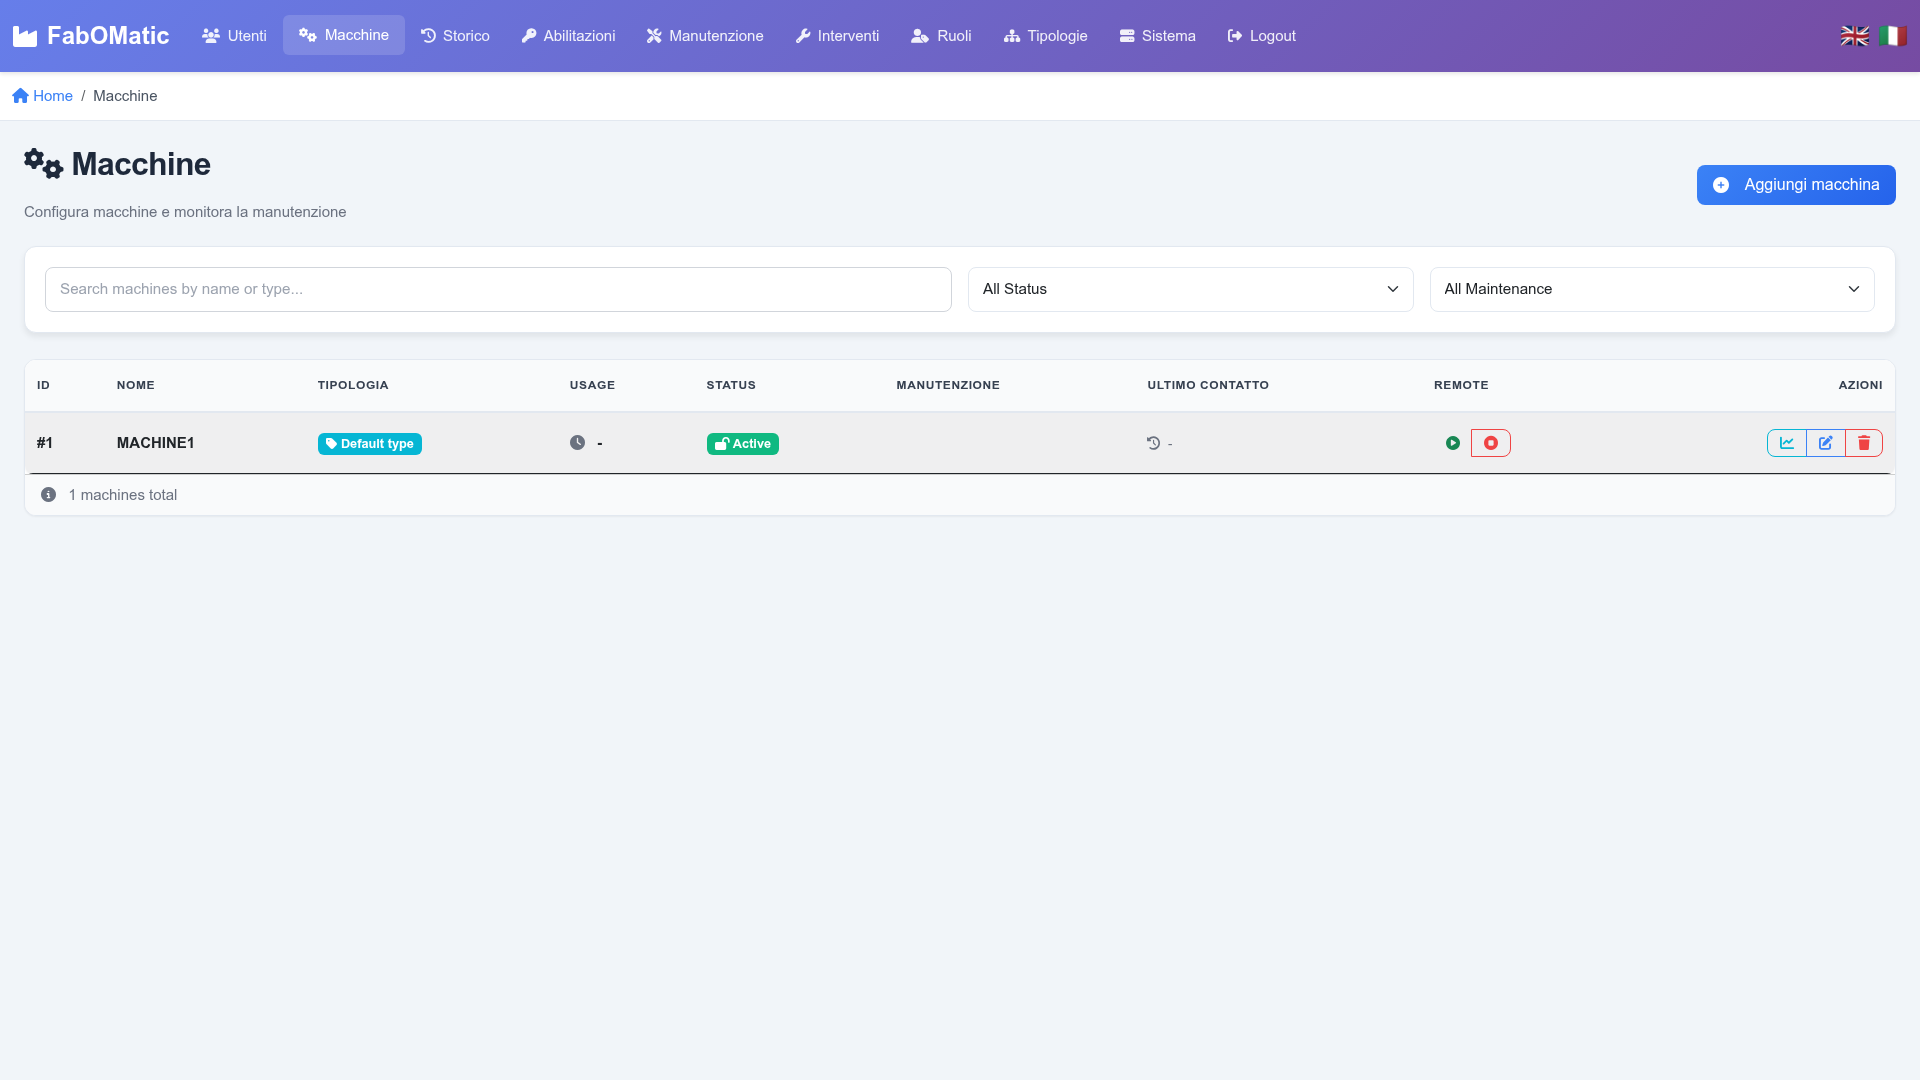 FabOMatic Utenti Macchine Storico Abilitazioni Manutenzione Interventi Ruoli Tipologie Sistema Logout
Home / Macchine
Macchine
Configura macchine e monitora la manutenzione
Aggiungi macchina
Search machines by name or type... All Status All Maintenance
ID NOME TIPOLOGIA USAGE STATUS MANUTENZIONE ULTIMO CONTATTO REMOTE AZIONI
#1 MACHINE1 Default type - Active -
1 machines total